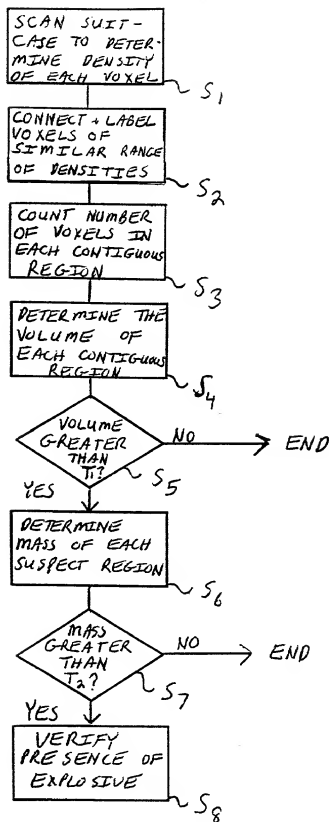 SCAN SUIT-
CASE TO DETER-
MINE DENSITY
OF EACH VOXEL
S1
CONNECT + LABEL
VOXELS OF
SIMILAR RANGE
OF DENSITIES
S2
COUNT NUMBER
OF VOXELS IN
EACH CONTIGUOUS
REGION
S3
DETERMINE THE
VOLUME OF
EACH CONTIGUOUS
REGION
S4
VOLUME
GREATER
THAN
T1?
NO
END
S5
YES
DETERMINE
MASS OF EACH
SUSPECT REGION
S6
MASS
GREATER
THAN
T2?
NO
END
S7
YES
VERIFY
PRESENCE OF
EXPLOSIVE
S8